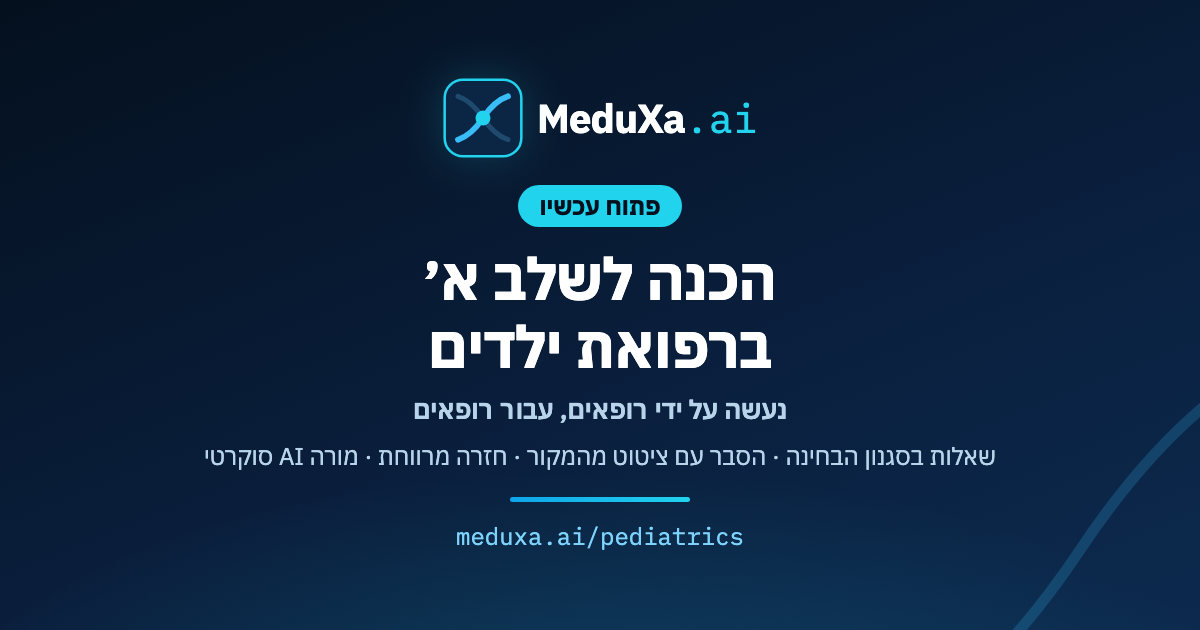 MeduXa.ai
פתוח עכשיו
הכנה לשלב א׳
ברפואת ילדים
נעשה על ידי רופאים, עבור רופאים
שאלות בסגנון הבחינה · הסבר עם ציטוט מהמקור · חזרה מרווחת · מורה AI סוקרטי
meduxa.ai/pediatrics